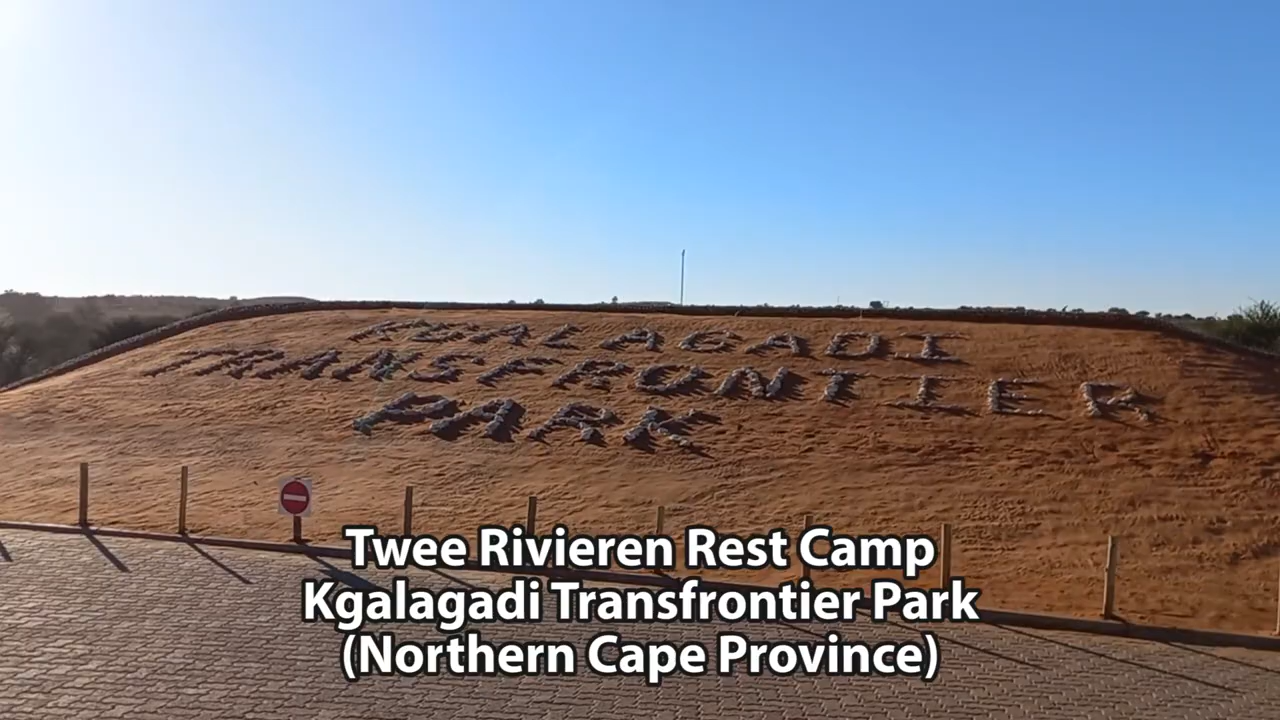 KGALAGADI
TRANSFRONTIER
PARK
Twee Rivieren Rest Camp
Kgalagadi Transfrontier Park
(Northern Cape Province)